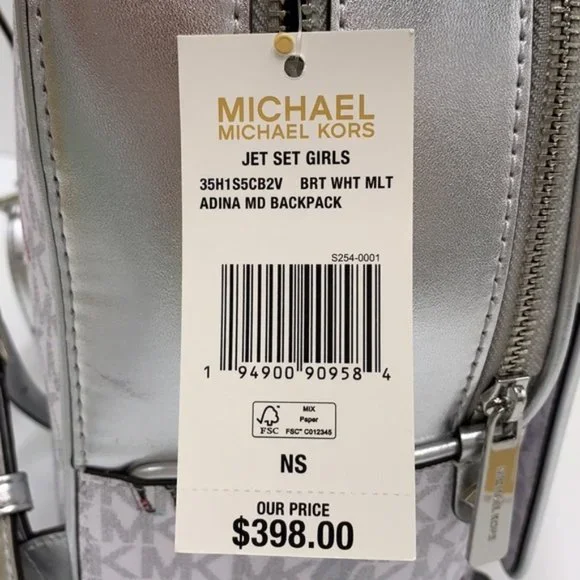 MICHAEL
MICHAEL KORS
JET SET GIRLS
35H1S5CB2V BRT WHT MLT
ADINA MD BACKPACK
S254-0001
1 94900 90958 4
FSC
MIX
Paper
FSC™ C012345
NS
OUR PRICE
$398.00